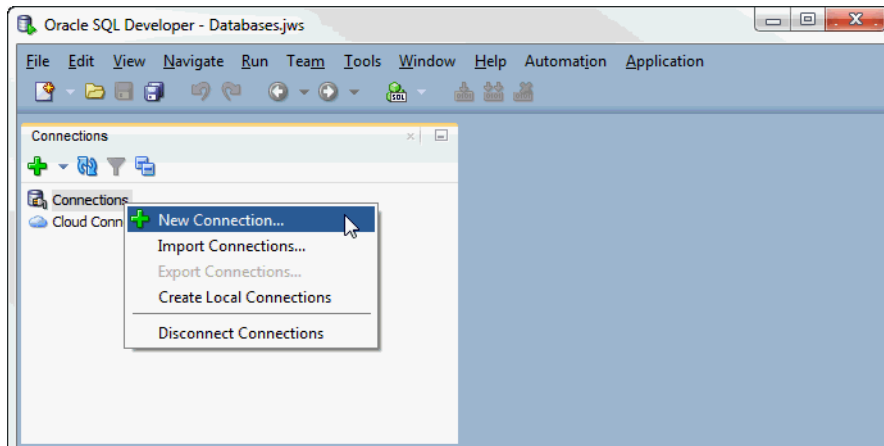 Oracle SQL Developer - Databases.jws
File Edit View Navigate Run Team Tools Window Help Automation Application
SQL
Connections
Connections
Cloud Conn
New Connection...
Import Connections...
Export Connections...
Create Local Connections
Disconnect Connections